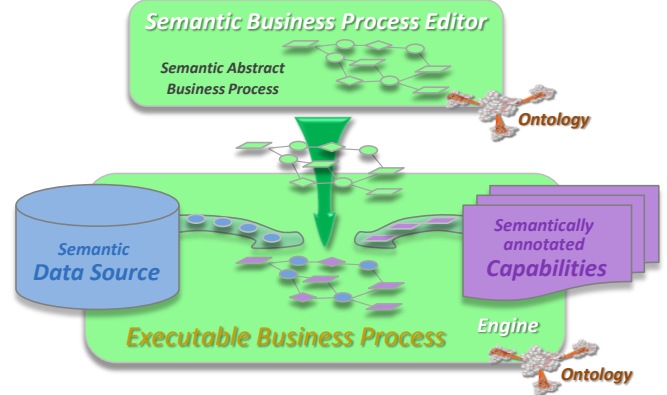 Semantic Business Process Editor
Semantic Abstract
Business Process
Ontology
Semantic
Data Source
Semantically
annotated
Capabilities
Engine
Executable Business Process
Ontology